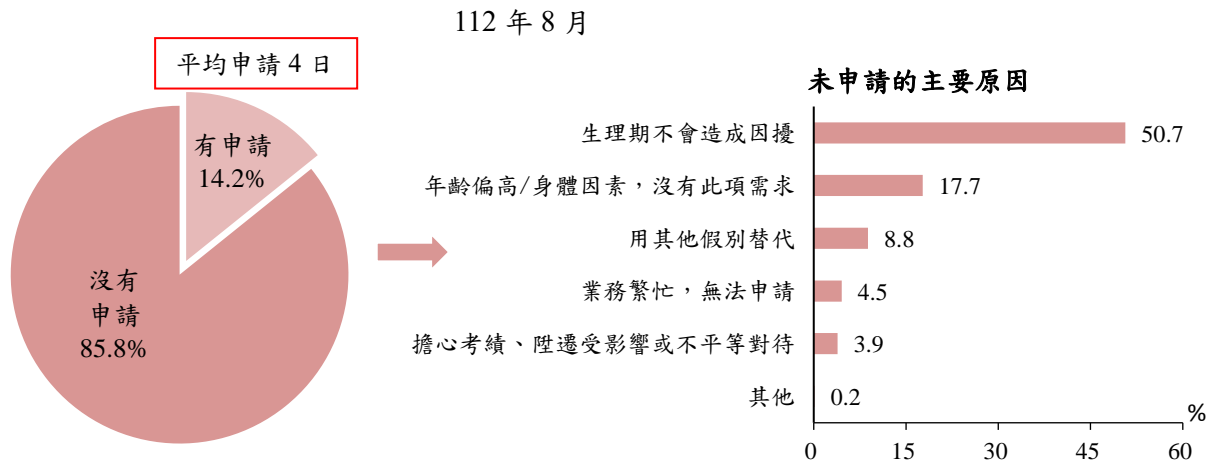 112 年 8 月
平均申請 4 日
有申請
14.2%
沒有
申請
85.8%
未申請的主要原因
生理期不會造成困擾 50.7
年齡偏高/身體因素，沒有此項需求 17.7
用其他假別替代 8.8
業務繁忙，無法申請 4.5
擔心考績、陞遷受影響或不平等對待 3.9
其他 0.2
%
0 15 30 45 60